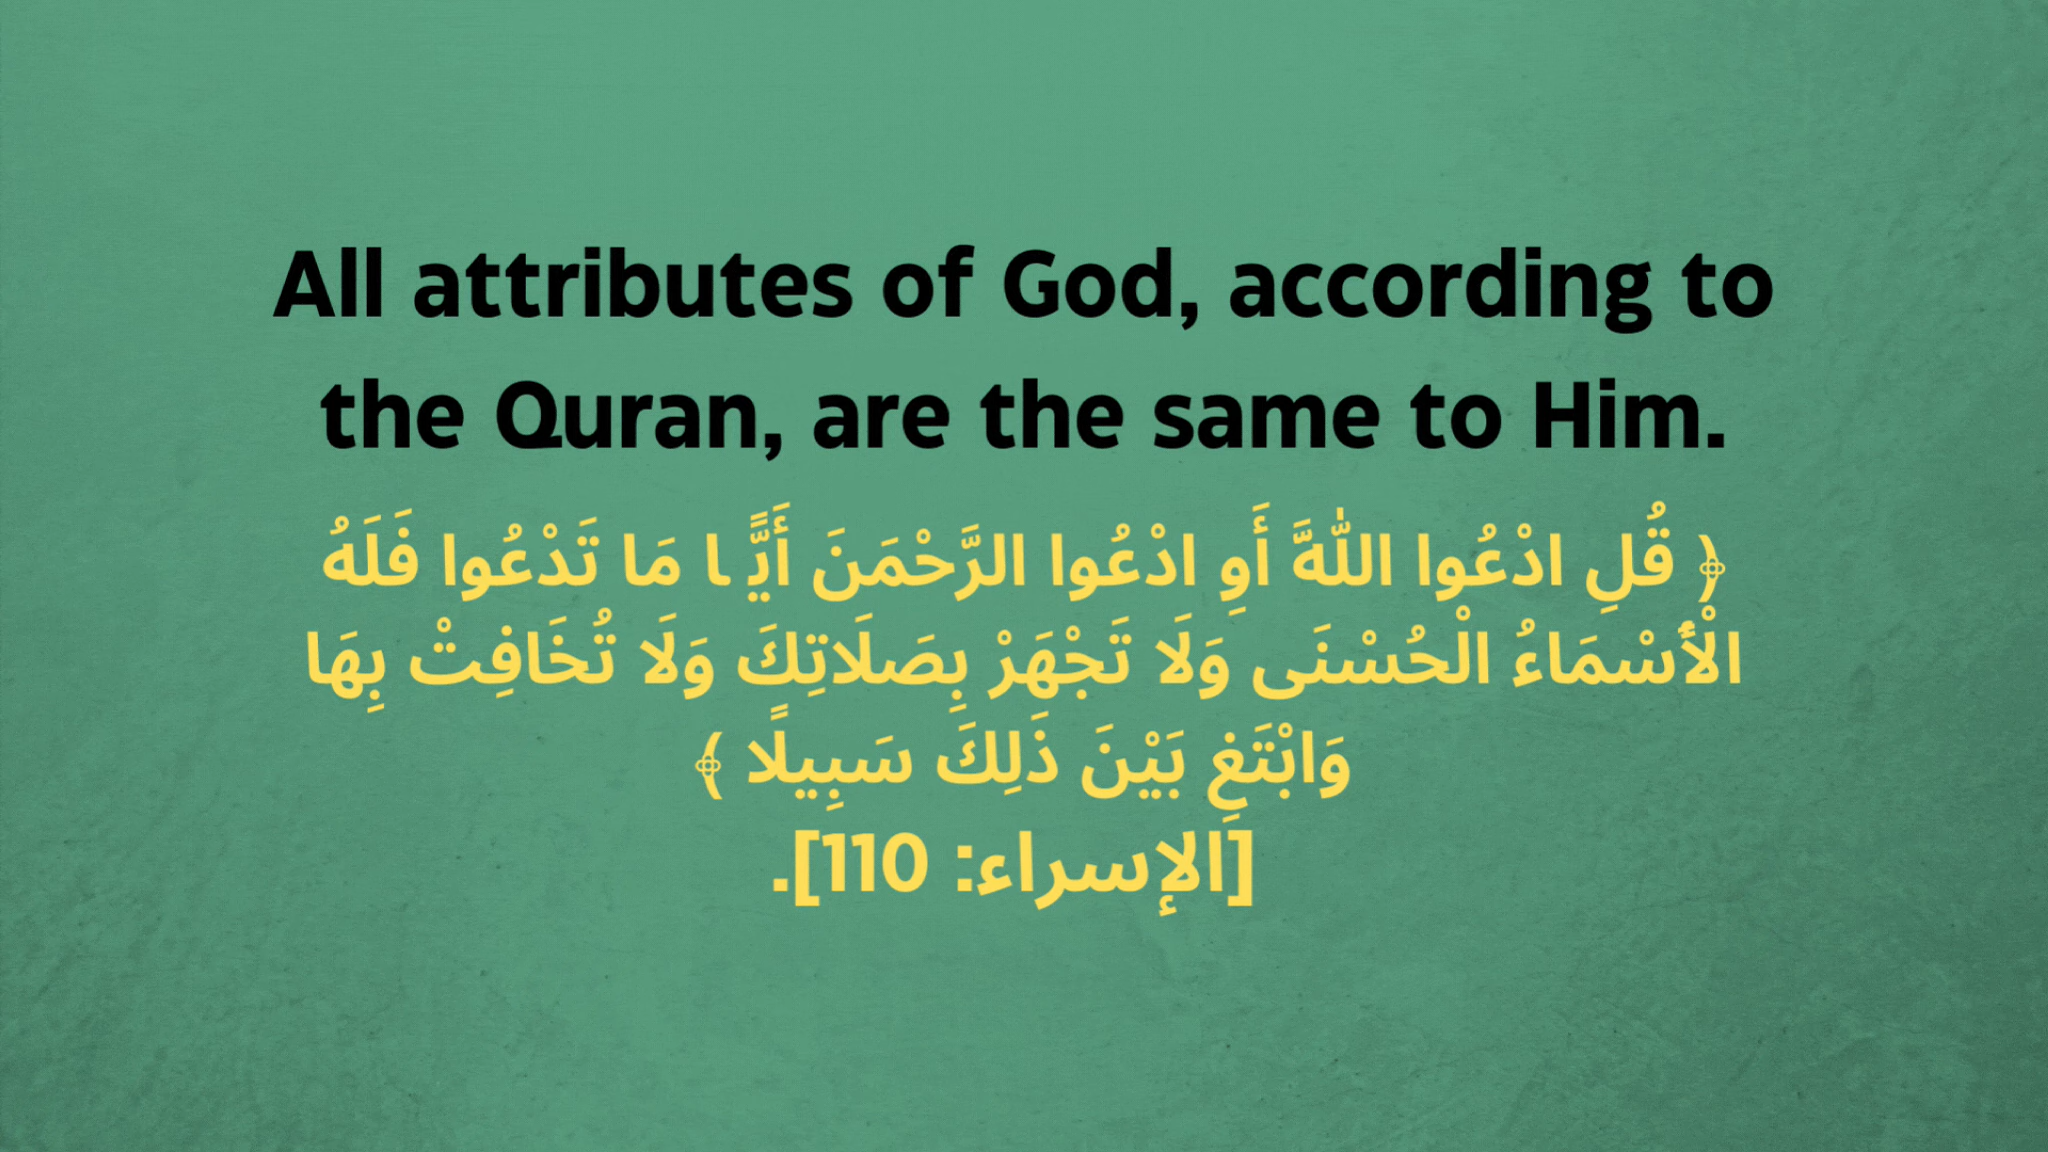 All attributes of God, according to
the Quran, are the same to Him.
﴿ قُلِ ادْعُوا اللَّهَ أَوِ ادْعُوا الرَّحْمَنَ أَيًّ ا مَا تَدْعُوا فَلَهُ
الْأَسْمَاءُ الْحُسْنَى وَلَا تَجْهَرْ بِصَلَاتِكَ وَلَا تُخَافِتْ بِهَا
وَابْتَغِ بَيْنَ ذَلِكَ سَبِيلًا ﴾
[الإسراء: 110].